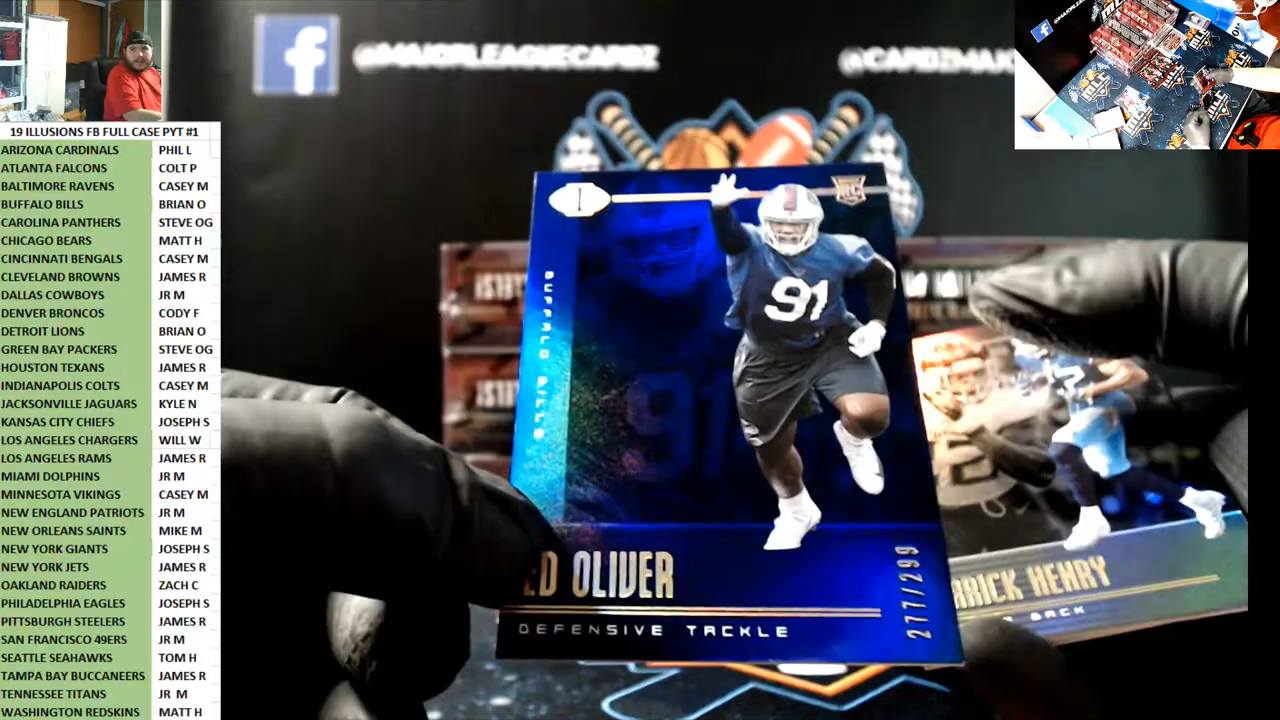 @MAJORLEAGUECARDZ
@CARDZMAJO
19 ILLUSIONS FB FULL CASE PYT #1
ARIZONA CARDINALS PHIL L
ATLANTA FALCONS COLT P
BALTIMORE RAVENS CASEY M
BUFFALO BILLS BRIAN O
CAROLINA PANTHERS STEVE OG
CHICAGO BEARS MATT H
CINCINNATI BENGALS CASEY M
CLEVELAND BROWNS JAMES R
DALLAS COWBOYS JR M
DENVER BRONCOS CODY F
DETROIT LIONS BRIAN O
GREEN BAY PACKERS STEVE OG
HOUSTON TEXANS JAMES R
INDIANAPOLIS COLTS CASEY M
JACKSONVILLE JAGUARS KYLE N
KANSAS CITY CHIEFS JOSEPH S
LOS ANGELES CHARGERS WILL W
LOS ANGELES RAMS JAMES R
MIAMI DOLPHINS JR M
MINNESOTA VIKINGS CASEY M
NEW ENGLAND PATRIOTS JR M
NEW ORLEANS SAINTS MIKE M
NEW YORK GIANTS JOSEPH S
NEW YORK JETS JAMES R
OAKLAND RAIDERS ZACH C
PHILADELPHIA EAGLES JOSEPH S
PITTSBURGH STEELERS JAMES R
SAN FRANCISCO 49ERS JR M
SEATTLE SEAHAWKS TOM H
TAMPA BAY BUCCANEERS JAMES R
TENNESSEE TITANS JR M
WASHINGTON REDSKINS MATT H
I
RC
BUFFALO BILLS
91
91
ED OLIVER
DEFENSIVE TACKLE
277/299
RRICK HENRY
BACK